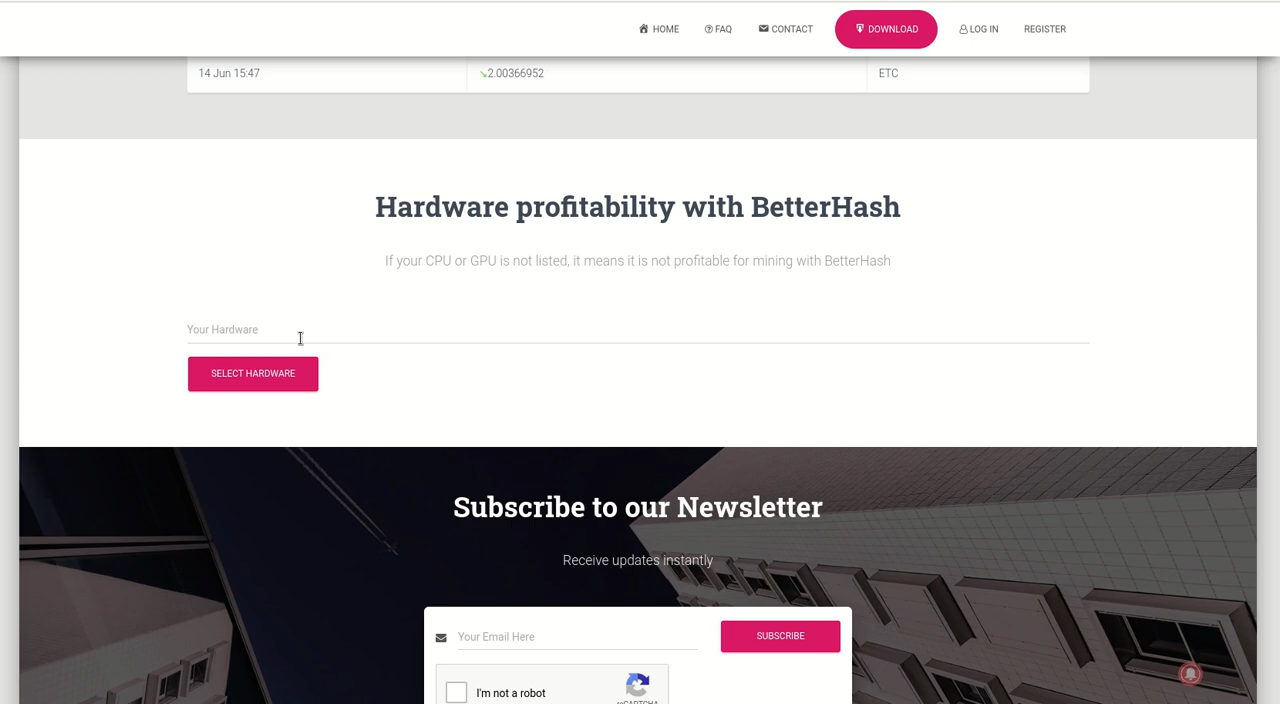 HOME FAQ CONTACT DOWNLOAD LOG IN REGISTER
14 Jun 15:47 ↘2.00366952 ETC
Hardware profitability with BetterHash
If your CPU or GPU is not listed, it means it is not profitable for mining with BetterHash
Your Hardware
SELECT HARDWARE
Subscribe to our Newsletter
Receive updates instantly
Your Email Here SUBSCRIBE
I'm not a robot
reCAPTCHA